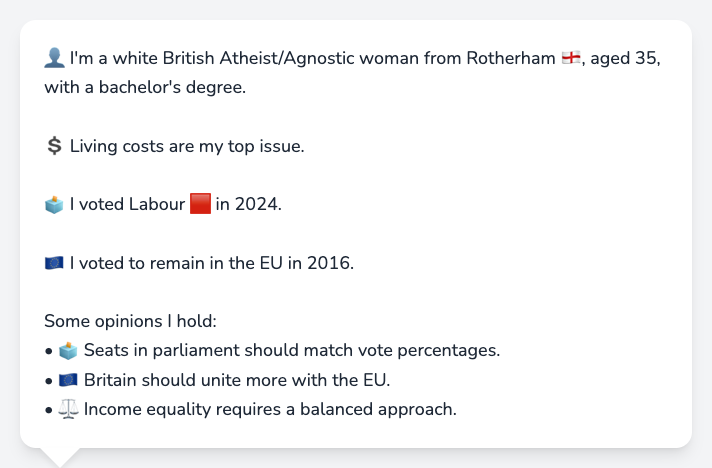 👤 I'm a white British Atheist/Agnostic woman from Rotherham 🏴󠁧󠁢󠁥󠁮󠁧󠁿, aged 35,
with a bachelor's degree.
💲 Living costs are my top issue.
🗳️ I voted Labour 🟥 in 2024.
🇪🇺 I voted to remain in the EU in 2016.
Some opinions I hold:
• 🗳️ Seats in parliament should match vote percentages.
• 🇪🇺 Britain should unite more with the EU.
• ⚖️ Income equality requires a balanced approach.